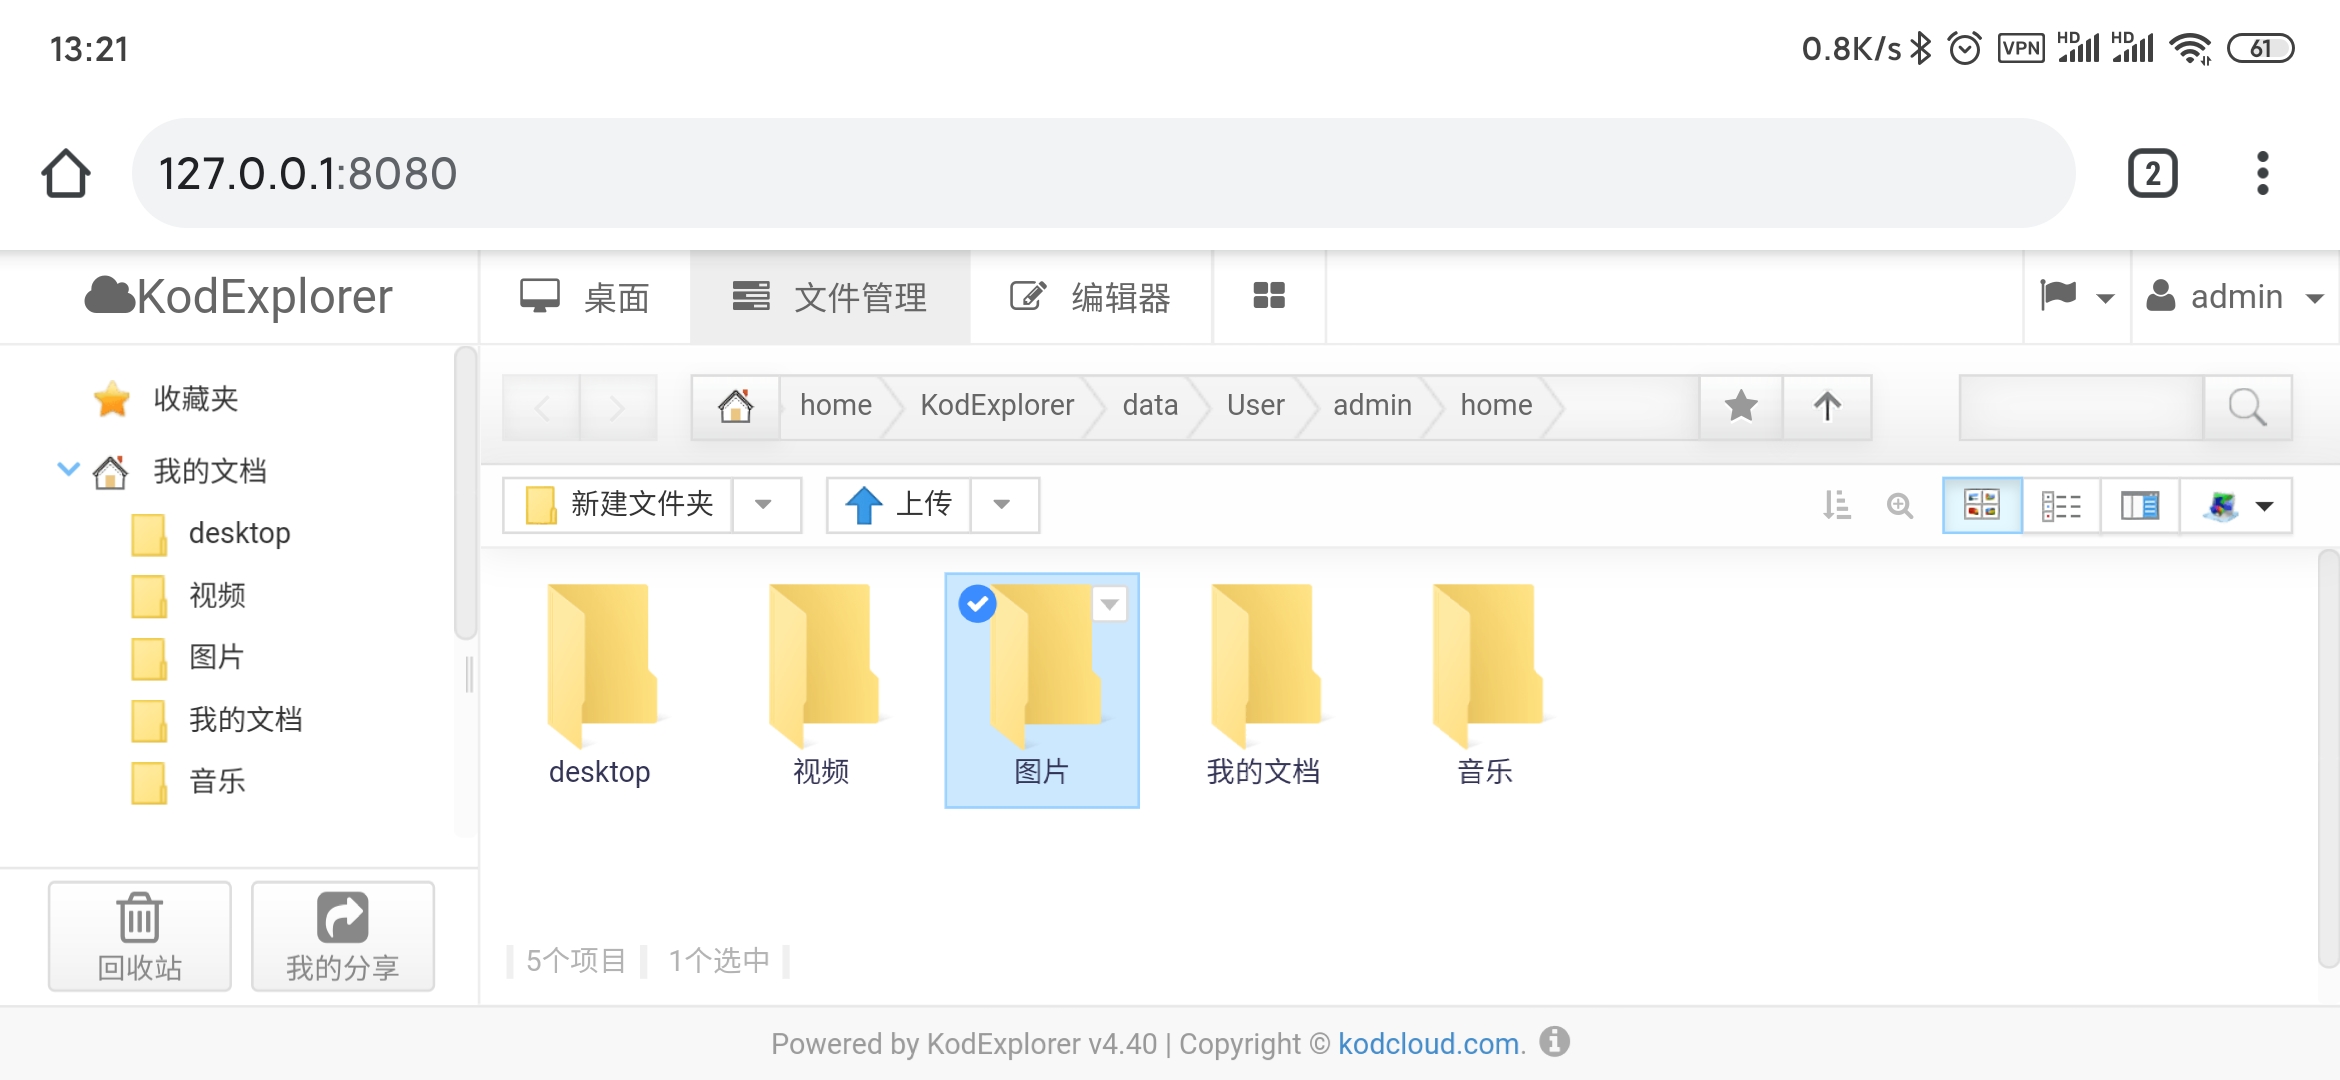 13:21
0.8K/s VPN HD HD 61
127.0.0.1:8080
2
KodExplorer
桌面
文件管理
编辑器
admin
收藏夹
我的文档
desktop
视频
图片
我的文档
音乐
回收站
我的分享
home KodExplorer data User admin home
新建文件夹
上传
desktop
视频
图片
我的文档
音乐
5个项目
1个选中
Powered by KodExplorer v4.40 | Copyright © kodcloud.com.